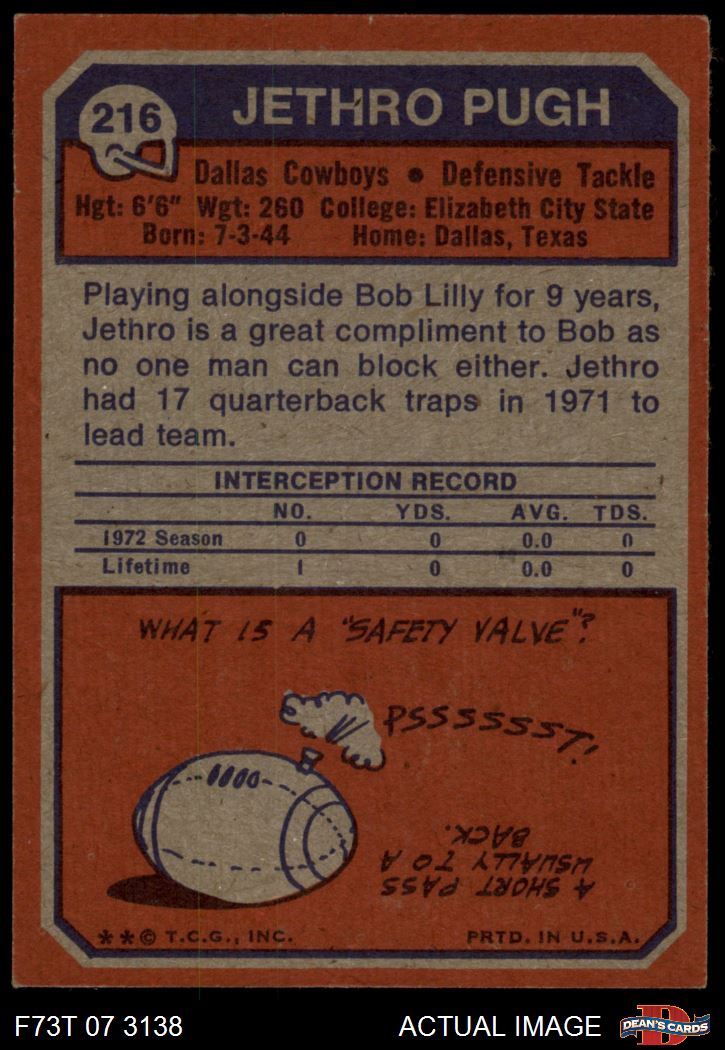 216
JETHRO PUGH
Dallas Cowboys • Defensive Tackle
Hgt: 6'6" Wgt: 260 College: Elizabeth City State
Born: 7-3-44 Home: Dallas, Texas
Playing alongside Bob Lilly for 9 years,
Jethro is a great compliment to Bob as
no one man can block either. Jethro
had 17 quarterback traps in 1971 to
lead team.
INTERCEPTION RECORD
NO. YDS. AVG. TDS.
1972 Season 0 0 0.0 0
Lifetime 1 0 0.0 0
WHAT IS A "SAFETY VALVE"?
PSSSSSSST!
A SHORT PASS
USUALLY TO A
BACK.
**© T.C.G., INC. PRTD. IN U.S.A.
F73T 07 3138 ACTUAL IMAGE
D
DEAN'S CARDS